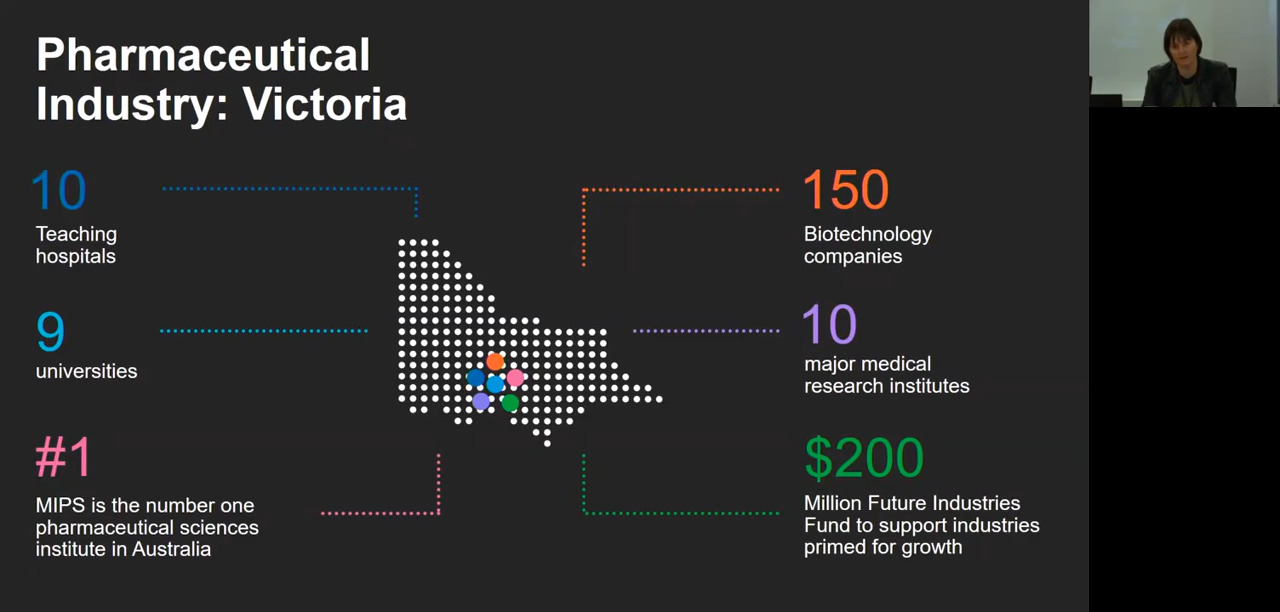 Pharmaceutical
Industry: Victoria
10
Teaching
hospitals
9
universities
#1
MIPS is the number one
pharmaceutical sciences
institute in Australia
150
Biotechnology
companies
10
major medical
research institutes
$200
Million Future Industries
Fund to support industries
primed for growth